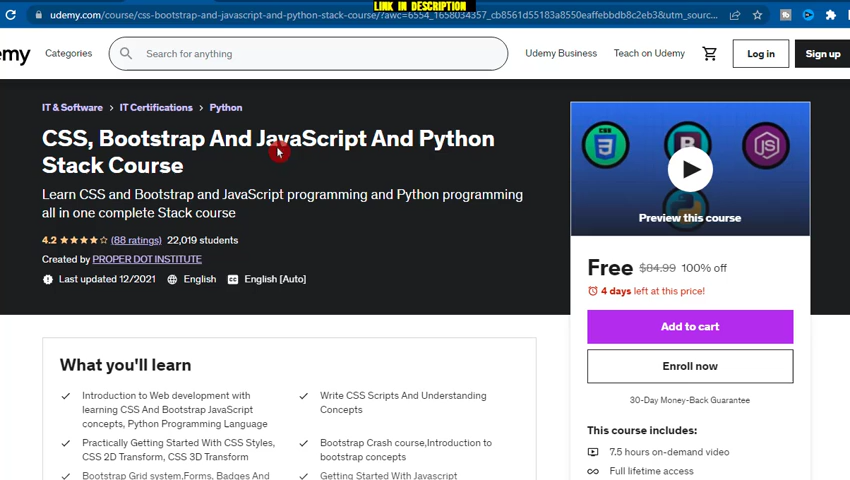 LINK IN DESCRIPTION
udemy.com/course/css-bootstrap-and-javascript-and-python-stack-course/?awc=6554_1658034357_cb8561d55183a8550eaffebbdb8c2eb3&utm_sourc...
emy
Categories
Search for anything
Udemy Business
Teach on Udemy
Log in
Sign up
IT & Software > IT Certifications > Python
CSS, Bootstrap And JavaScript And Python
Stack Course
Learn CSS and Bootstrap and JavaScript programming and Python programming
all in one complete Stack course
4.2 (88 ratings) 22,019 students
Created by PROPER DOT INSTITUTE
Last updated 12/2021 English English [Auto]
CSS
3
B
JS
Preview this course
Free $84.99 100% off
4 days left at this price!
Add to cart
Enroll now
30-Day Money-Back Guarantee
This course includes:
7.5 hours on-demand video
Full lifetime access
What you'll learn
Introduction to Web development with
learning CSS And Bootstrap JavaScript
concepts, Python Programming Language
Write CSS Scripts And Understanding
Concepts
Practically Getting Started With CSS Styles,
CSS 2D Transform, CSS 3D Transform
Bootstrap Crash course,Introduction to
bootstrap concepts
Bootstrap Grid system,Forms, Badges And
Getting Started With Javascript